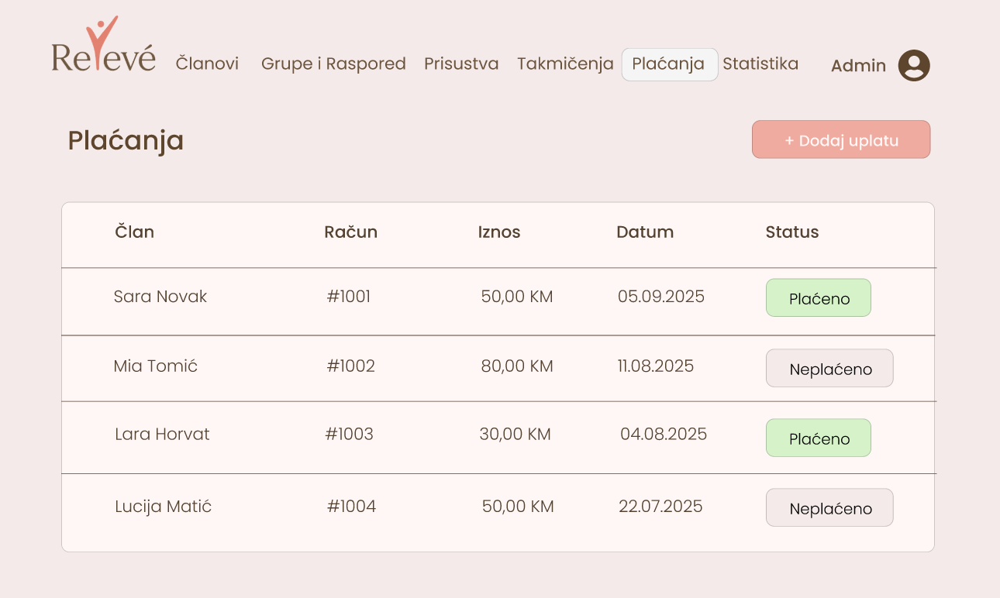 Relevé Članovi Grupe i Raspored Prisustva Takmičenja Plaćanja Statistika Admin
Plaćanja + Dodaj uplatu
Član Račun Iznos Datum Status
Sara Novak #1001 50,00 KM 05.09.2025 Plaćeno
Mia Tomić #1002 80,00 KM 11.08.2025 Neplaćeno
Lara Horvat #1003 30,00 KM 04.08.2025 Plaćeno
Lucija Matić #1004 50,00 KM 22.07.2025 Neplaćeno